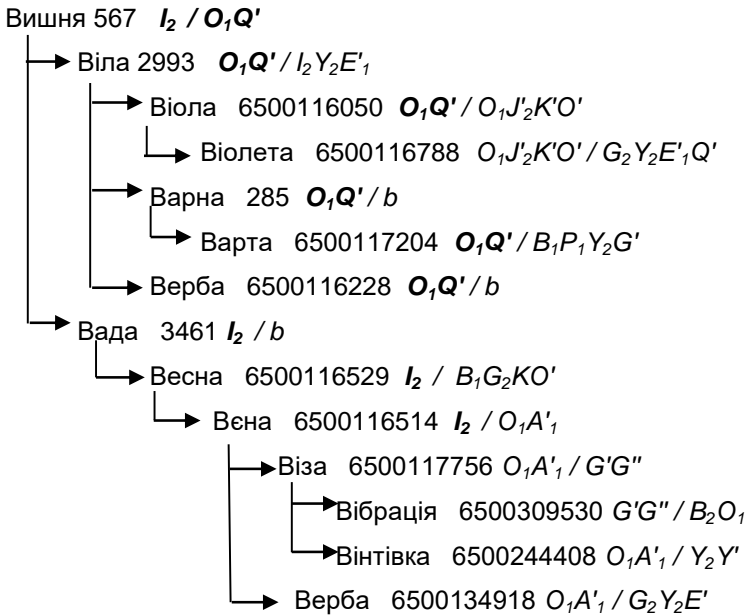 Вишня 567 I₂ / O₁Q'
Віла 2993 O₁Q' / I₂Y₂E'₁
Віола 6500116050 O₁Q' / O₁J'₂K'O'
Віолета 6500116788 O₁J'₂K'O' / G₂Y₂E'₁Q'
Варна 285 O₁Q' / b
Варта 6500117204 O₁Q' / B₁P₁Y₂G'
Верба 6500116228 O₁Q' / b
Вада 3461 I₂ / b
Весна 6500116529 I₂ / B₁G₂KO'
Вєна 6500116514 I₂ / O₁A'₁
Віза 6500117756 O₁A'₁ / G'G"
Вібрація 6500309530 G'G" / B₂O₁
Вінтівка 6500244408 O₁A'₁ / Y₂Y'
Верба 6500134918 O₁A'₁ / G₂Y₂E'